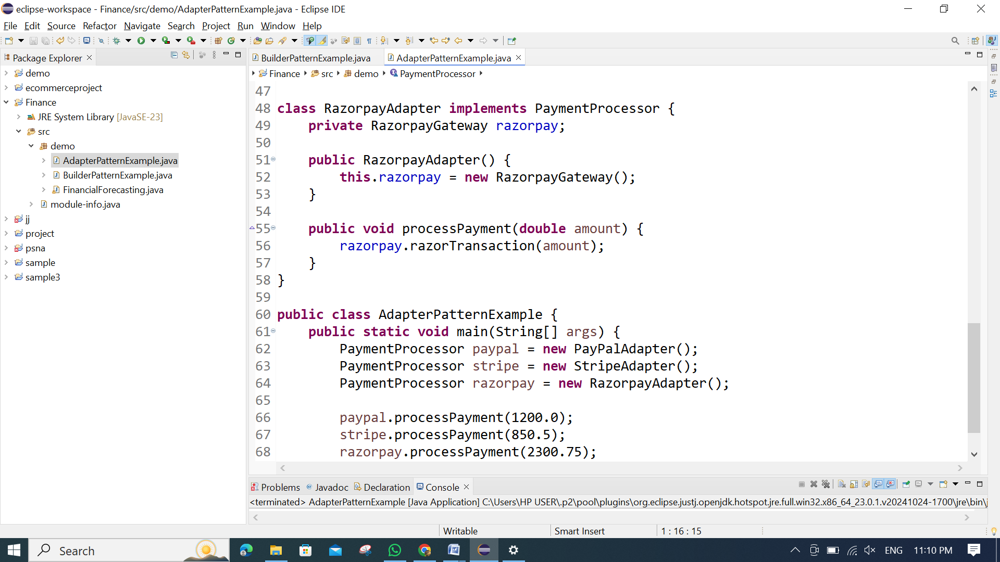 eclipse-workspace - Finance/src/demo/AdapterPatternExample.java - Eclipse IDE
File Edit Source Refactor Navigate Search Project Run Window Help
Package Explorer
demo
ecommerceproject
Finance
JRE System Library [JavaSE-23]
src
demo
AdapterPatternExample.java
BuilderPatternExample.java
FinancialForecasting.java
module-info.java
jj
project
psna
sample
sample3
BuilderPatternExample.java AdapterPatternExample.java
Finance src demo PaymentProcessor
47
48 class RazorpayAdapter implements PaymentProcessor {
49 private RazorpayGateway razorpay;
50
51 public RazorpayAdapter() {
52 this.razorpay = new RazorpayGateway();
53 }
54
55 public void processPayment(double amount) {
56 razorpay.razorTransaction(amount);
57 }
58 }
59
60 public class AdapterPatternExample {
61 public static void main(String[] args) {
62 PaymentProcessor paypal = new PayPalAdapter();
63 PaymentProcessor stripe = new StripeAdapter();
64 PaymentProcessor razorpay = new RazorpayAdapter();
65
66 paypal.processPayment(1200.0);
67 stripe.processPayment(850.5);
68 razorpay.processPayment(2300.75);
Problems @ Javadoc Declaration Console
<terminated> AdapterPatternExample [Java Application] C:\Users\HP USER\.p2\pool\plugins\org.eclipse.justj.openjdk.hotspot.jre.full.win32.x86_64_23.0.1.v20241024-1700\jre\bin\j
Writable Smart Insert 1 : 16 : 15
Search ENG 11:10 PM